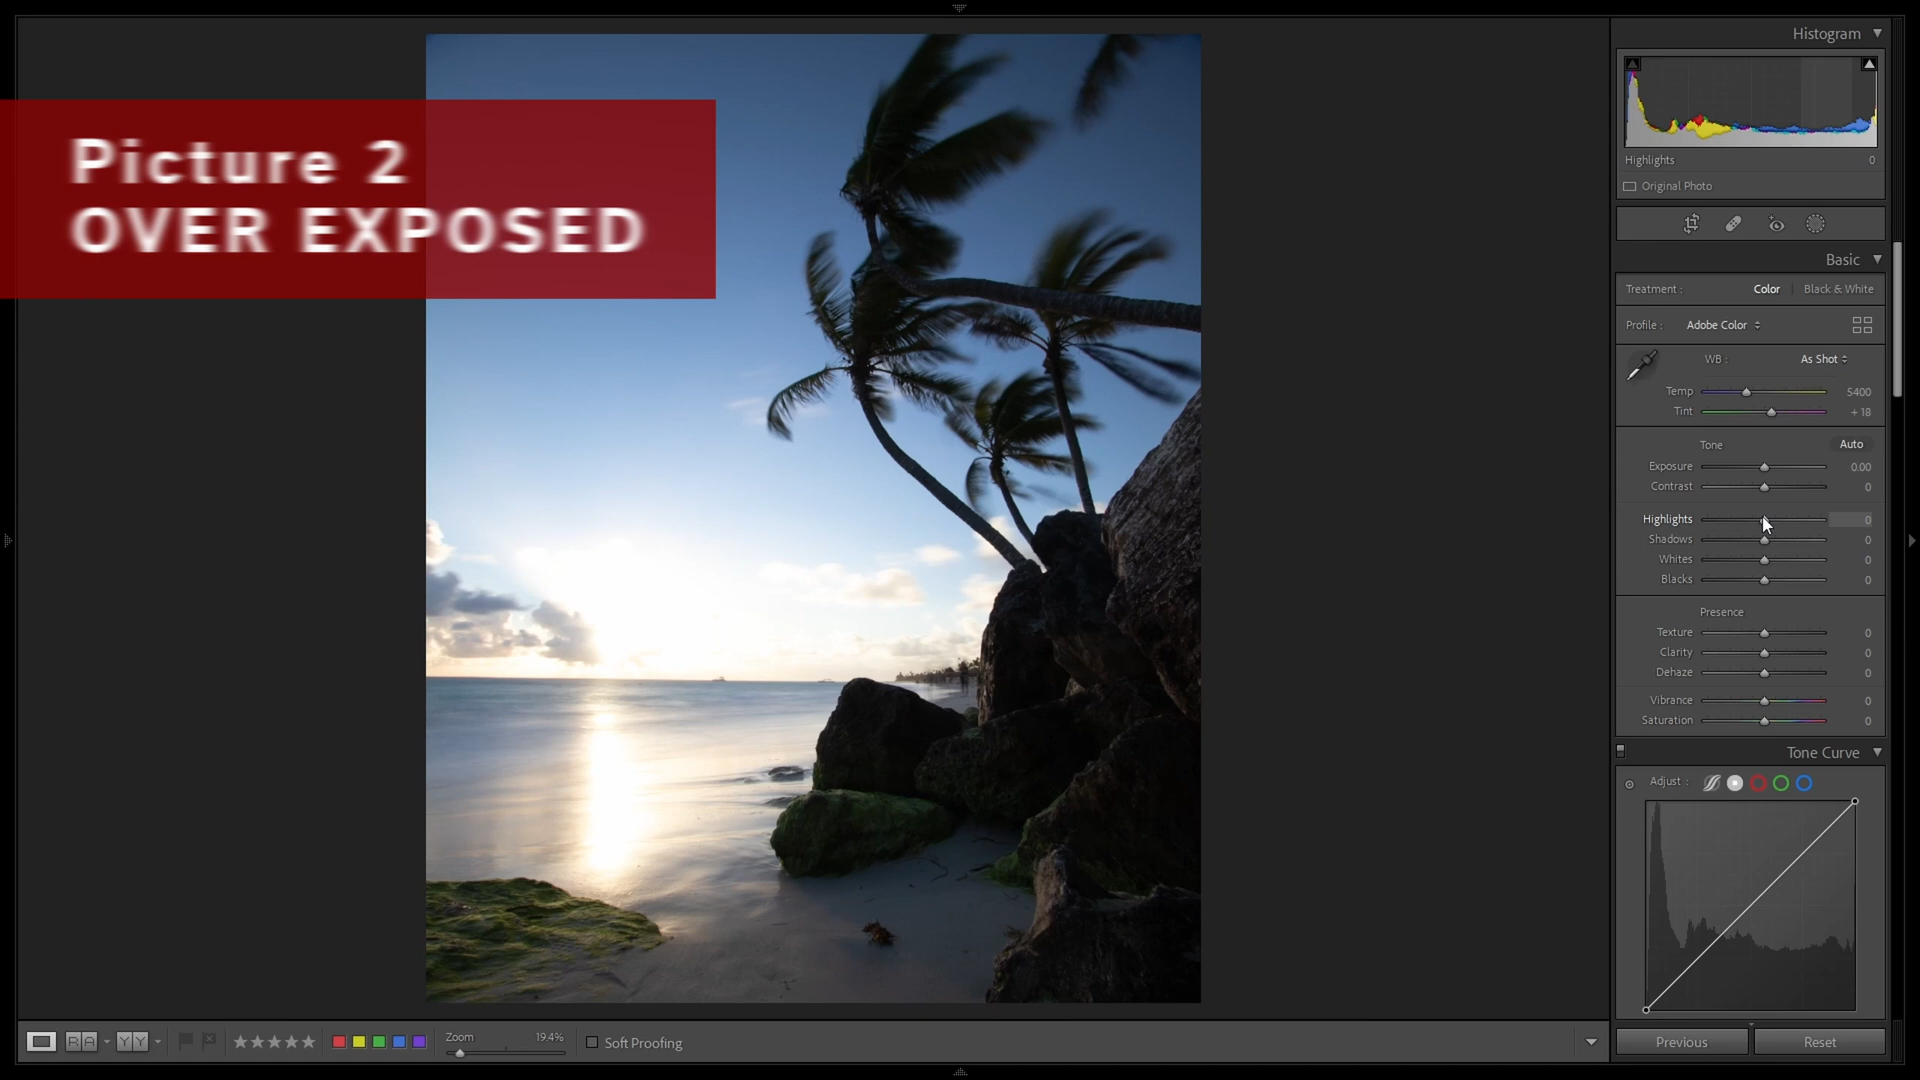 Picture 2
OVER EXPOSED
Histogram
Highlights 0
Original Photo
Basic
Treatment : Color Black & White
Profile : Adobe Color
WB : As Shot
Temp 5400
Tint + 18
Tone Auto
Exposure 0.00
Contrast 0
Highlights 0
Shadows 0
Whites 0
Blacks 0
Presence
Texture 0
Clarity 0
Dehaze 0
Vibrance 0
Saturation 0
Tone Curve
Adjust :
R A Y Y Zoom 19.4% Soft Proofing
Previous Reset